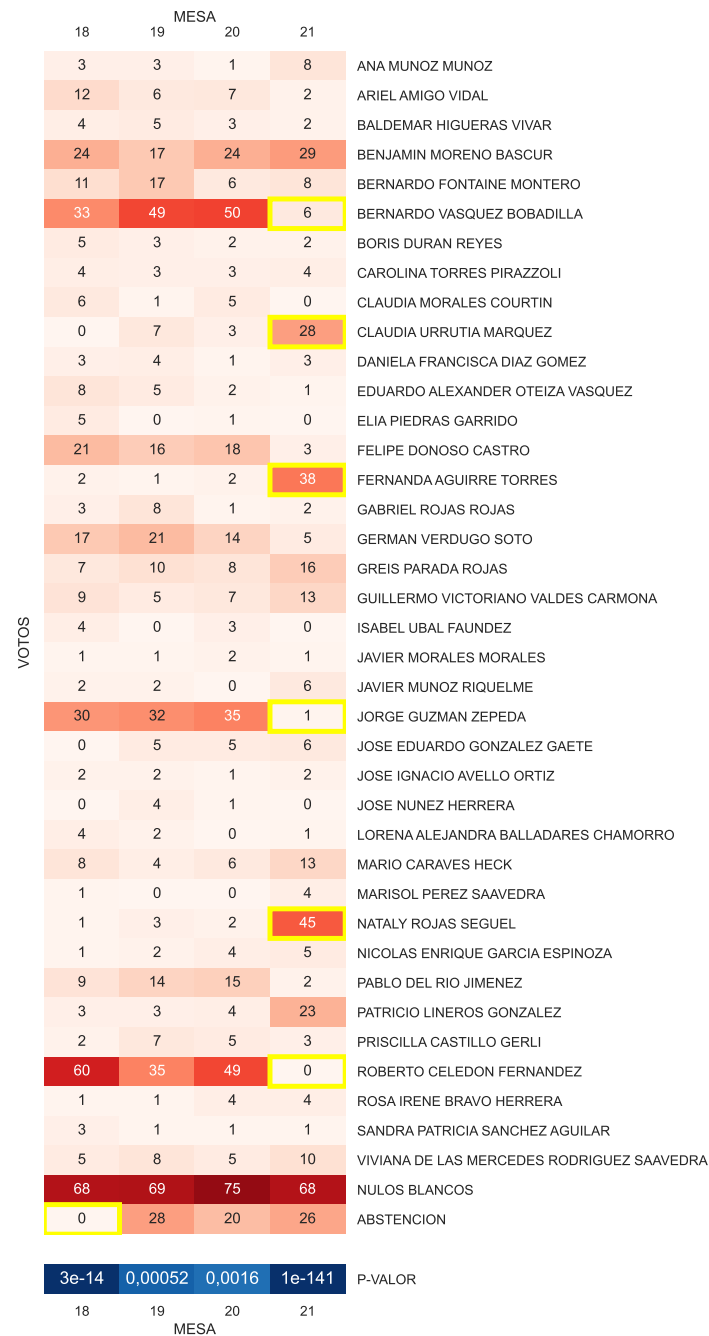 MESA
18 19 20 21
3 3 1 8 ANA MUNOZ MUNOZ
12 6 7 2 ARIEL AMIGO VIDAL
4 5 3 2 BALDEMAR HIGUERAS VIVAR
24 17 24 29 BENJAMIN MORENO BASCUR
11 17 6 8 BERNARDO FONTAINE MONTERO
33 49 50 6 BERNARDO VASQUEZ BOBADILLA
5 3 2 2 BORIS DURAN REYES
4 3 3 4 CAROLINA TORRES PIRAZZOLI
6 1 5 0 CLAUDIA MORALES COURTIN
0 7 3 28 CLAUDIA URRUTIA MARQUEZ
3 4 1 3 DANIELA FRANCISCA DIAZ GOMEZ
8 5 2 1 EDUARDO ALEXANDER OTEIZA VASQUEZ
5 0 1 0 ELIA PIEDRAS GARRIDO
21 16 18 3 FELIPE DONOSO CASTRO
2 1 2 38 FERNANDA AGUIRRE TORRES
3 8 1 2 GABRIEL ROJAS ROJAS
17 21 14 5 GERMAN VERDUGO SOTO
7 10 8 16 GREIS PARADA ROJAS
9 5 7 13 GUILLERMO VICTORIANO VALDES CARMONA
4 0 3 0 ISABEL UBAL FAUNDEZ
VOTOS
1 1 2 1 JAVIER MORALES MORALES
2 2 0 6 JAVIER MUNOZ RIQUELME
30 32 35 1 JORGE GUZMAN ZEPEDA
0 5 5 6 JOSE EDUARDO GONZALEZ GAETE
2 2 1 2 JOSE IGNACIO AVELLO ORTIZ
0 4 1 0 JOSE NUNEZ HERRERA
4 2 0 1 LORENA ALEJANDRA BALLADARES CHAMORRO
8 4 6 13 MARIO CARAVES HECK
1 0 0 4 MARISOL PEREZ SAAVEDRA
1 3 2 45 NATALY ROJAS SEGUEL
1 2 4 5 NICOLAS ENRIQUE GARCIA ESPINOZA
9 14 15 2 PABLO DEL RIO JIMENEZ
3 3 4 23 PATRICIO LINEROS GONZALEZ
2 7 5 3 PRISCILLA CASTILLO GERLI
60 35 49 0 ROBERTO CELEDON FERNANDEZ
1 1 4 4 ROSA IRENE BRAVO HERRERA
3 1 1 1 SANDRA PATRICIA SANCHEZ AGUILAR
5 8 5 10 VIVIANA DE LAS MERCEDES RODRIGUEZ SAAVEDRA
68 69 75 68 NULOS BLANCOS
0 28 20 26 ABSTENCION
3e-14 0,00052 0,0016 1e-141 P-VALOR
18 19 20 21
MESA